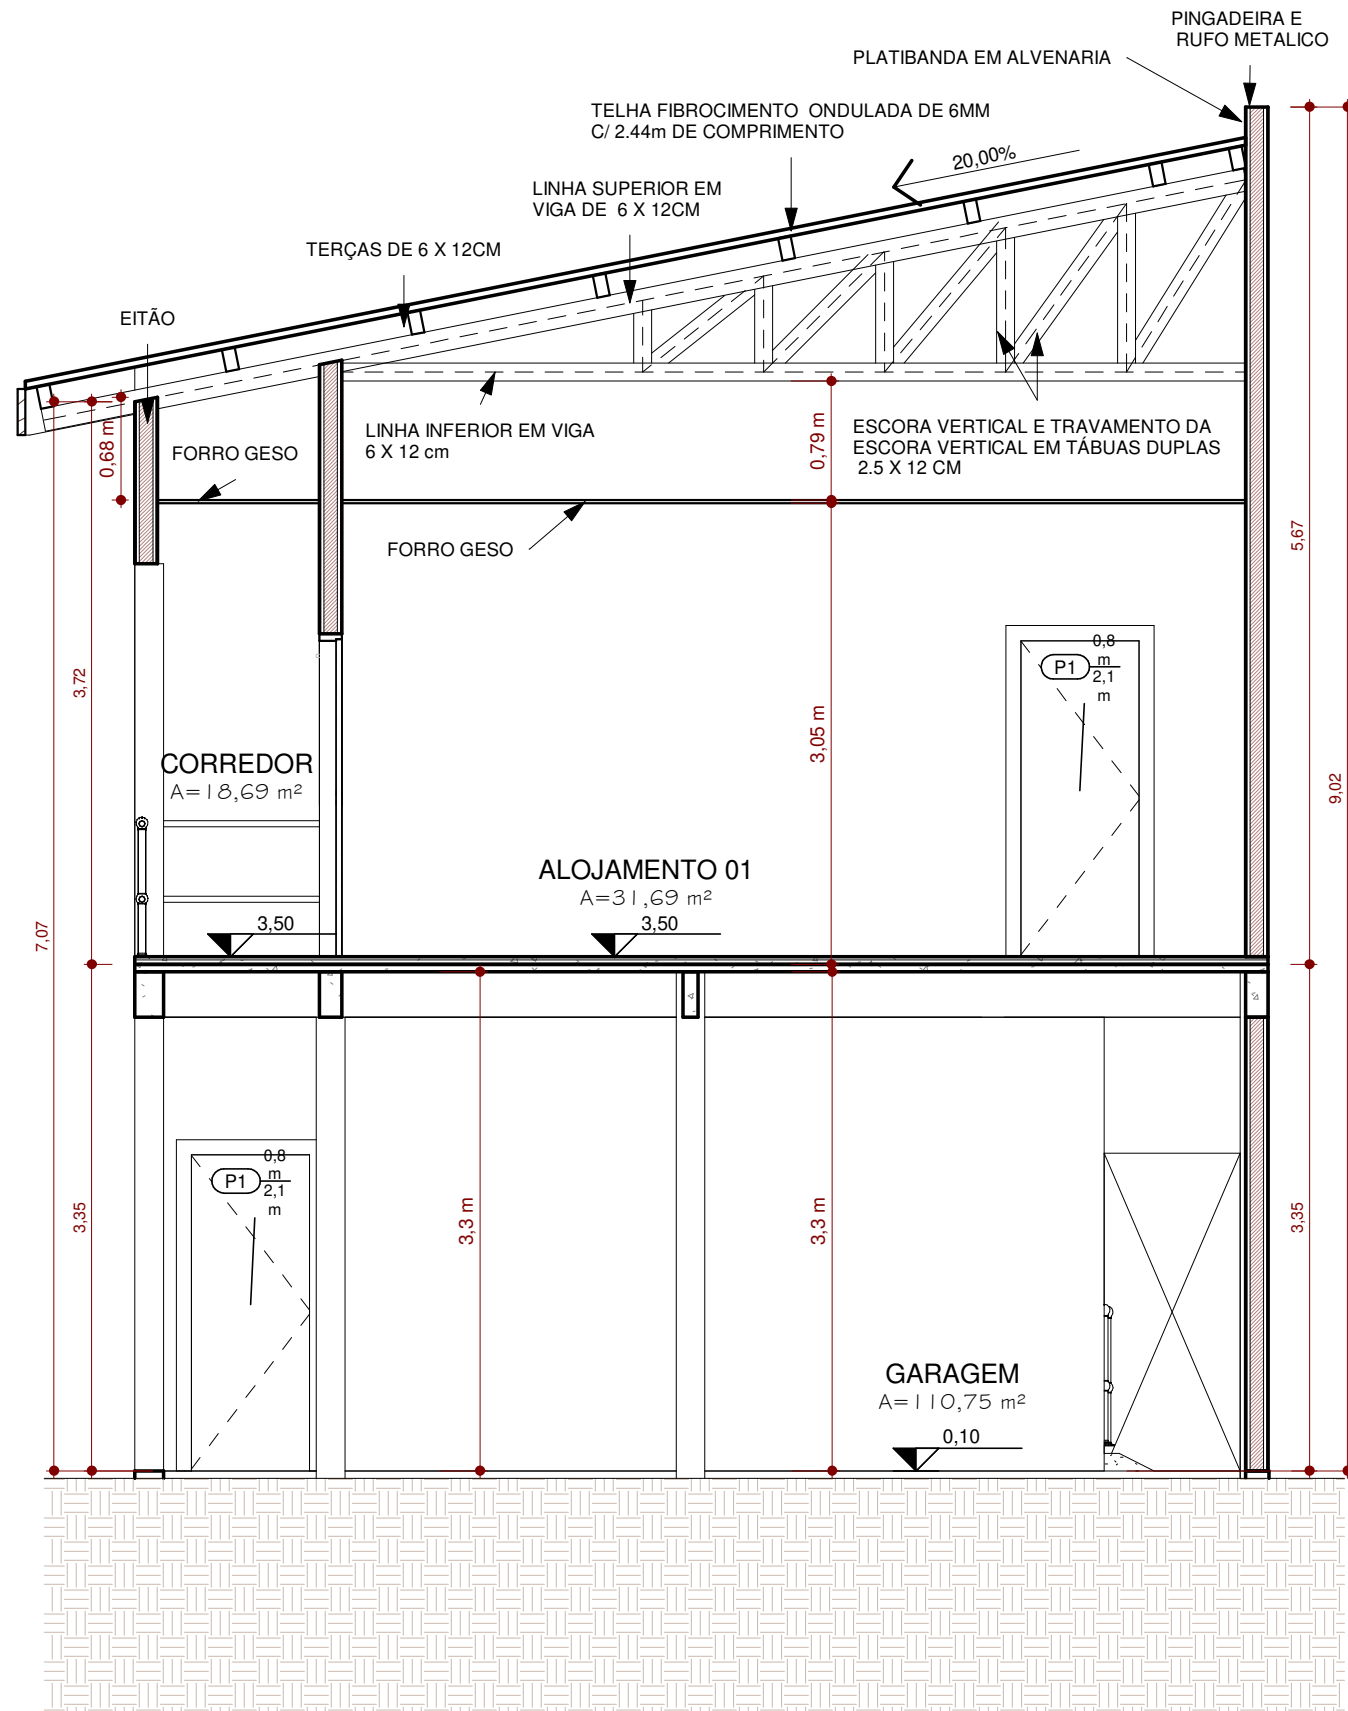 PINGADEIRA E
RUFO METALICO
PLATIBANDA EM ALVENARIA
TELHA FIBROCIMENTO ONDULADA DE 6MM
C/ 2.44m DE COMPRIMENTO
20,00%
LINHA SUPERIOR EM
VIGA DE 6 X 12CM
TERÇAS DE 6 X 12CM
EITÃO
LINHA INFERIOR EM VIGA
6 X 12 cm
ESCORA VERTICAL E TRAVAMENTO DA
ESCORA VERTICAL EM TÁBUAS DUPLAS
2.5 X 12 CM
0,68 m
0,79 m
FORRO GESO
FORRO GESO
5,67
3,72
3,05 m
P1
0,8
m
2,1
m
9,02
CORREDOR
A=18,69 m²
ALOJAMENTO 01
A=31,69 m²
3,50
3,50
7,07
P1
0,8
m
2,1
m
3,35
3,3 m
3,3 m
3,35
GARAGEM
A=110,75 m²
0,10